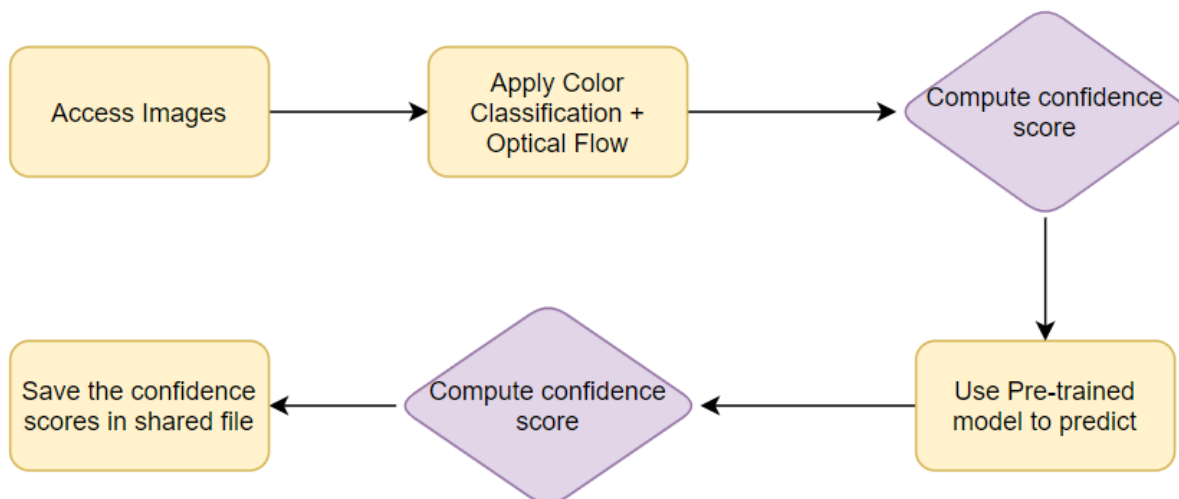 Access Images
Apply Color
Classification +
Optical Flow
Compute confidence
score
Use Pre-trained
model to predict
Compute confidence
score
Save the confidence
scores in shared file